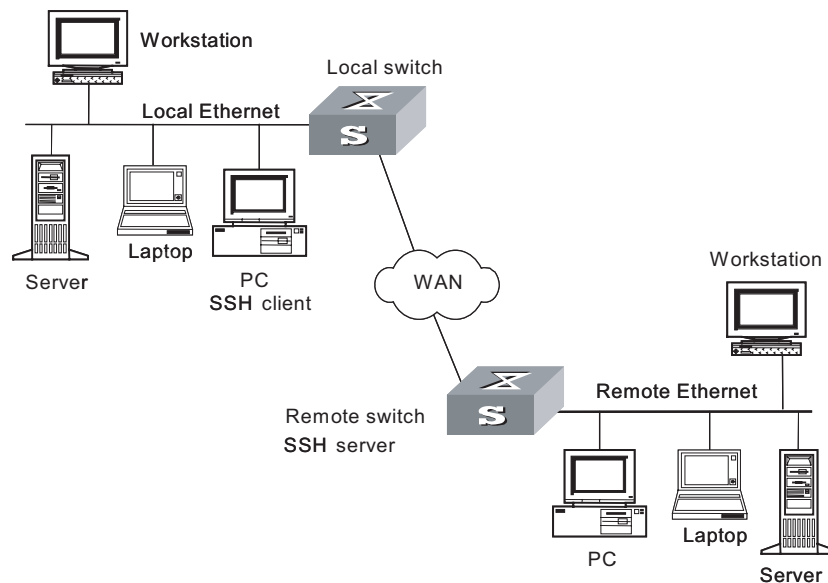 Workstation
Local switch
Local Ethernet
S
Server
Laptop
PC
SSH client
WAN
Workstation
Remote Ethernet
Remote switch
SSH server
S
PC
Laptop
Server